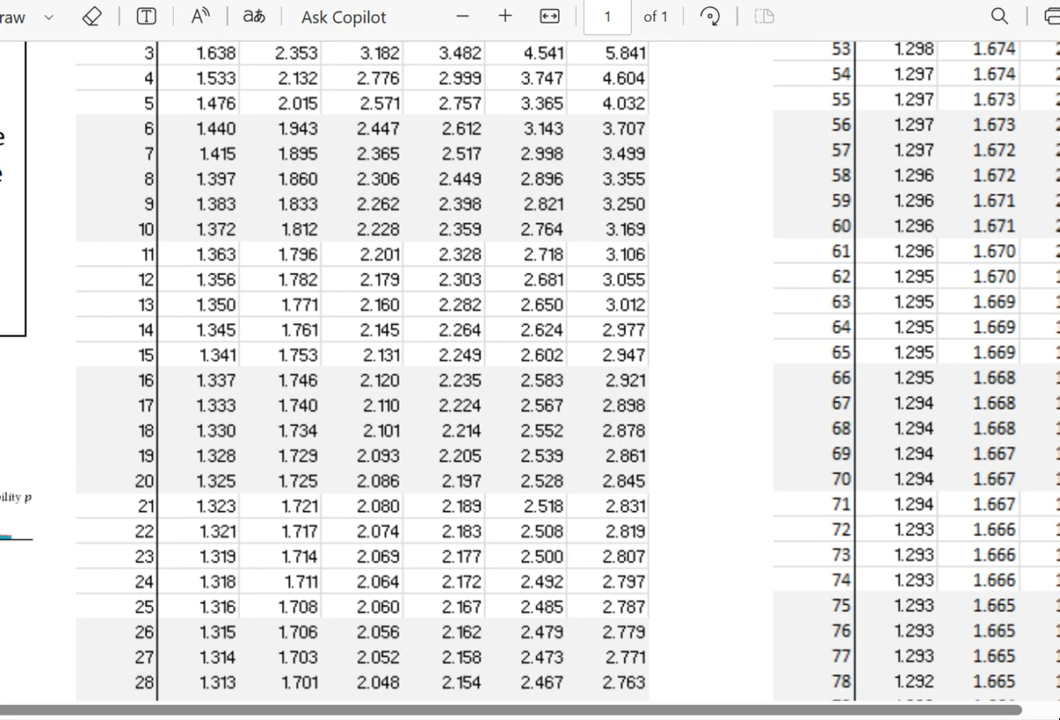 raw Ask Copilot 1 of 1
e
e
ility p
3 1.638 2.353 3.182 3.482 4.541 5.841
4 1.533 2.132 2.776 2.999 3.747 4.604
5 1.476 2.015 2.571 2.757 3.365 4.032
6 1.440 1.943 2.447 2.612 3.143 3.707
7 1.415 1.895 2.365 2.517 2.998 3.499
8 1.397 1.860 2.306 2.449 2.896 3.355
9 1.383 1.833 2.262 2.398 2.821 3.250
10 1.372 1.812 2.228 2.359 2.764 3.169
11 1.363 1.796 2.201 2.328 2.718 3.106
12 1.356 1.782 2.179 2.303 2.681 3.055
13 1.350 1.771 2.160 2.282 2.650 3.012
14 1.345 1.761 2.145 2.264 2.624 2.977
15 1.341 1.753 2.131 2.249 2.602 2.947
16 1.337 1.746 2.120 2.235 2.583 2.921
17 1.333 1.740 2.110 2.224 2.567 2.898
18 1.330 1.734 2.101 2.214 2.552 2.878
19 1.328 1.729 2.093 2.205 2.539 2.861
20 1.325 1.725 2.086 2.197 2.528 2.845
21 1.323 1.721 2.080 2.189 2.518 2.831
22 1.321 1.717 2.074 2.183 2.508 2.819
23 1.319 1.714 2.069 2.177 2.500 2.807
24 1.318 1.711 2.064 2.172 2.492 2.797
25 1.316 1.708 2.060 2.167 2.485 2.787
26 1.315 1.706 2.056 2.162 2.479 2.779
27 1.314 1.703 2.052 2.158 2.473 2.771
28 1.313 1.701 2.048 2.154 2.467 2.763
53 1.298 1.674
54 1.297 1.674
55 1.297 1.673
56 1.297 1.673
57 1.297 1.672
58 1.296 1.672
59 1.296 1.671
60 1.296 1.671
61 1.296 1.670
62 1.295 1.670
63 1.295 1.669
64 1.295 1.669
65 1.295 1.669
66 1.295 1.668
67 1.294 1.668
68 1.294 1.668
69 1.294 1.667
70 1.294 1.667
71 1.294 1.667
72 1.293 1.666
73 1.293 1.666
74 1.293 1.666
75 1.293 1.665
76 1.293 1.665
77 1.293 1.665
78 1.292 1.665